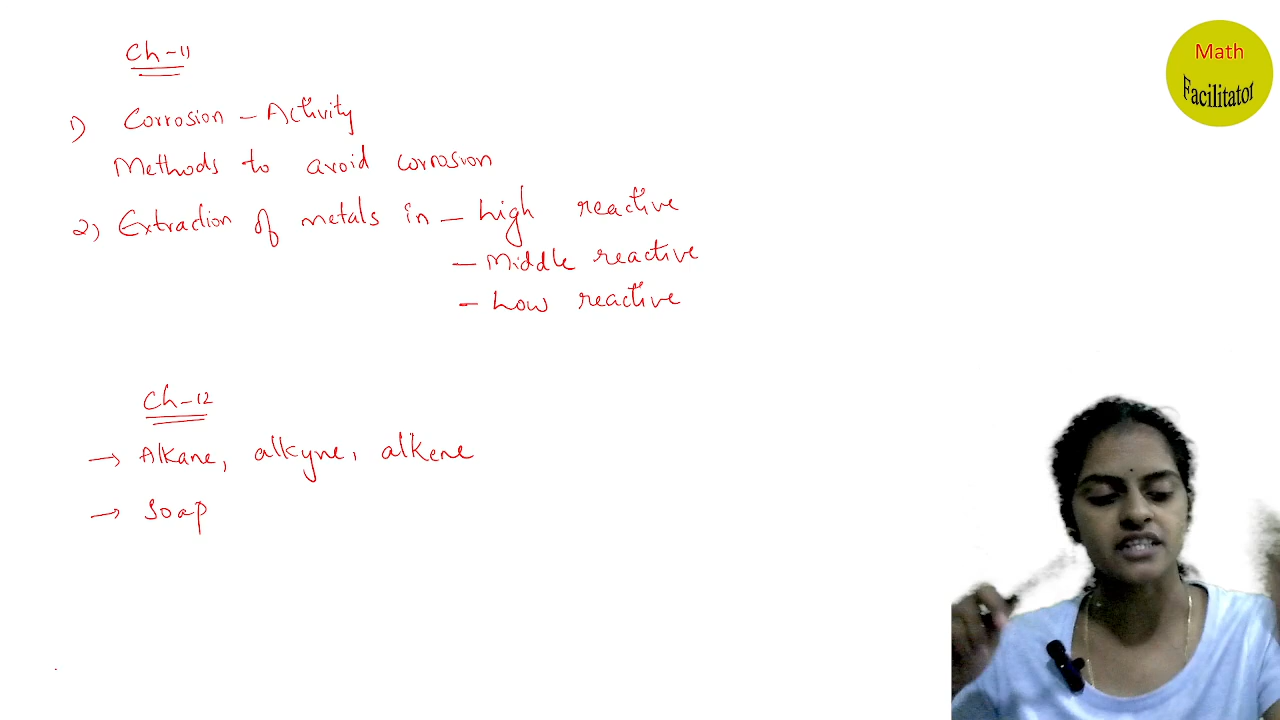 Ch-11
1) Corrosion - Activity
Methods to avoid corrosion
2) Extraction of metals in - high reactive
- Middle reactive
- Low reactive
Ch-12
→ Alkane, alkyne, alkene
→ Soap
Math
Facilitator